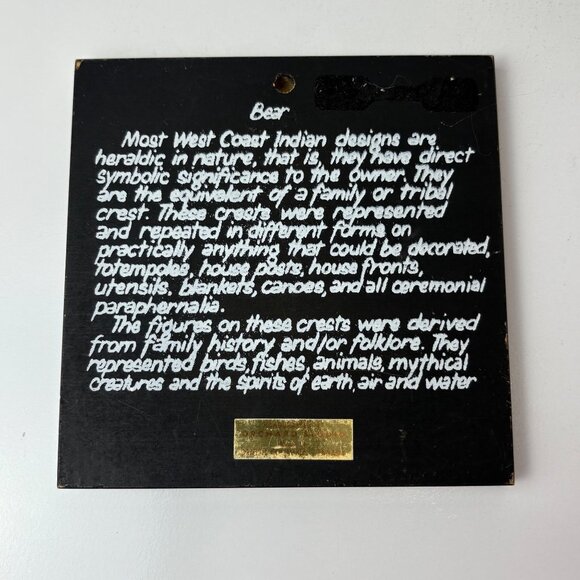 Bear
Most West Coast Indian designs are
heraldic in nature, that is, they have direct
symbolic significance to the owner. They
are the equivalent of a family or tribal
crest. These crests were represented
and repeated in different forms on
practically anything that could be decorated,
totempoles, house posts, house fronts,
utensils, blankets, canoes, and all ceremonial
paraphernalia.
The figures on these crests were derived
from family history and/or folklore. They
represented birds, fishes, animals, mythical
creatures and the spirits of earth, air and water